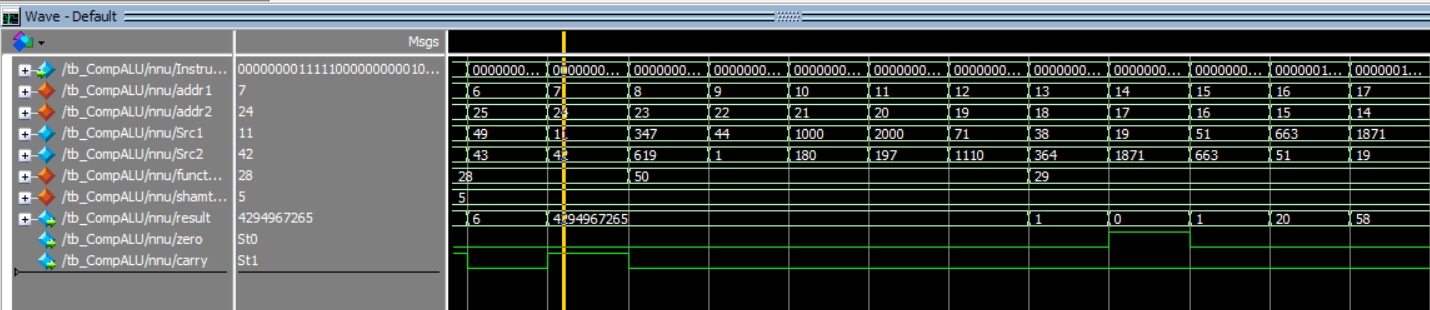 Wave - Default
Msgs
/tb_CompALU/nnu/Instru... 00000000111110000000000010... 0000000... 0000000... 0000000... 0000000... 0000000... 0000000... 0000000... 0000000... 0000000... 0000000... 0000001... 0000001...
/tb_CompALU/nnu/addr1 7 6 7 8 9 10 11 12 13 14 15 16 17
/tb_CompALU/nnu/addr2 24 25 24 23 22 21 20 19 18 17 16 15 14
/tb_CompALU/nnu/Src1 11 49 11 347 44 1000 2000 71 38 19 51 663 1871
/tb_CompALU/nnu/Src2 42 43 42 619 1 180 197 1110 364 1871 663 51 19
/tb_CompALU/nnu/funct... 28 28 50 29
/tb_CompALU/nnu/shamt... 5 5
/tb_CompALU/nnu/result 4294967265 6 4294967265 1 0 1 20 58
/tb_CompALU/nnu/zero St0
/tb_CompALU/nnu/carry St1